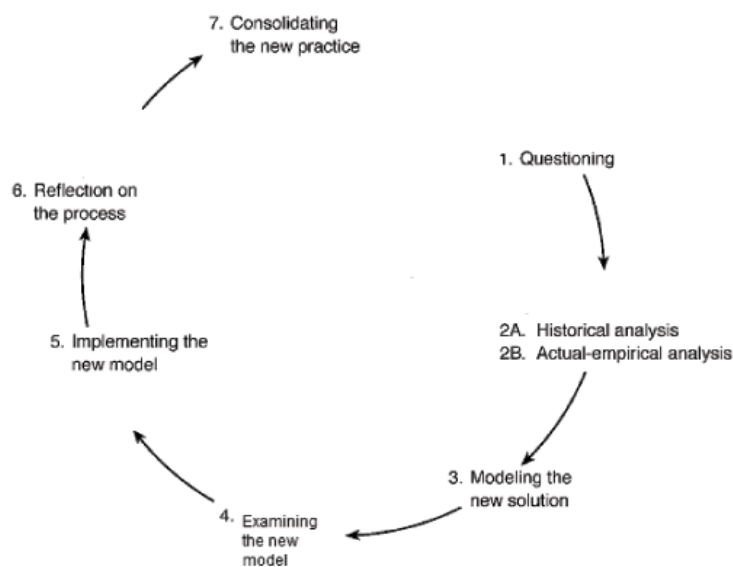 7. Consolidating
the new practice
1. Questioning
6. Reflection on
the process
2A. Historical analysis
2B. Actual-empirical analysis
5. Implementing the
new model
3. Modeling the
new solution
4. Examining
the new
model